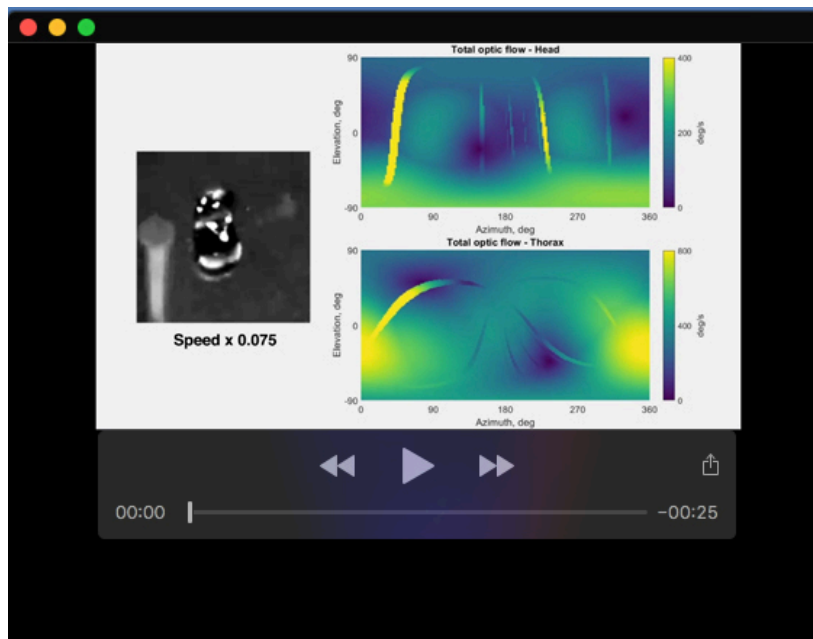 Total optic flow - Head
90
0
-90
Elevation, deg
0
90
180
270
360
Azimuth, deg
400
200
0
deg/s
Speed x 0.075
Total optic flow - Thorax
90
0
-90
Elevation, deg
0
90
180
270
360
Azimuth, deg
800
400
0
deg/s
00:00
-00:25